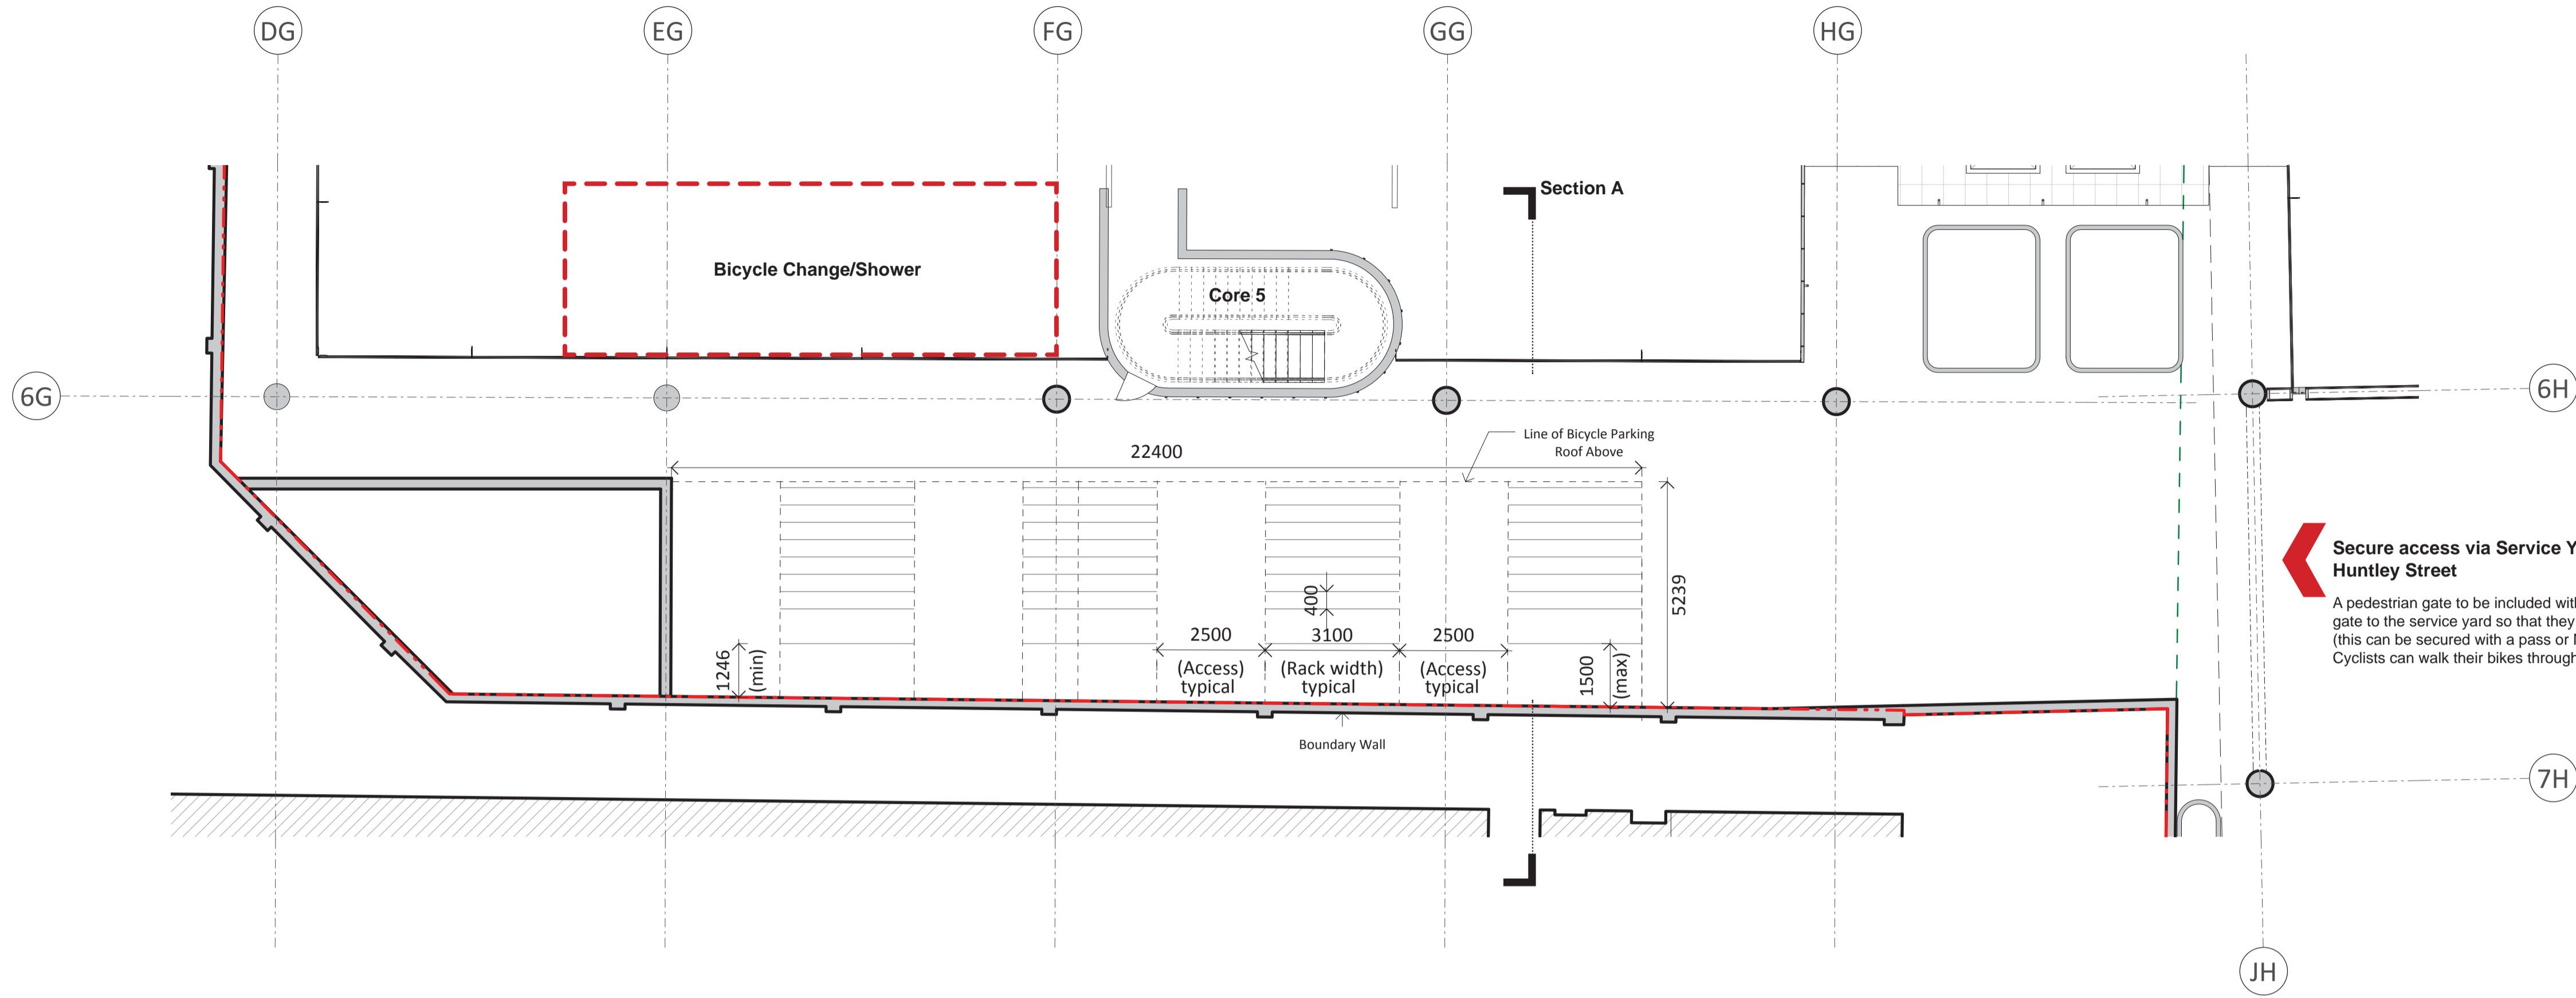 DG
EG
FG
GG
HG
Section A
Bicycle Change/Shower
Core 5
6G
6H
Line of Bicycle Parking
Roof Above
22400
5239
400
2500
(Access)
typical
3100
(Rack width)
typical
2500
(Access)
typical
1246
(min)
1500
(max)
Boundary Wall
Secure access via Service
Huntley Street
A pedestrian gate to be included
gate to the service yard so that they
(this can be secured with a pass or
Cyclists can walk their bikes through
7H
JH